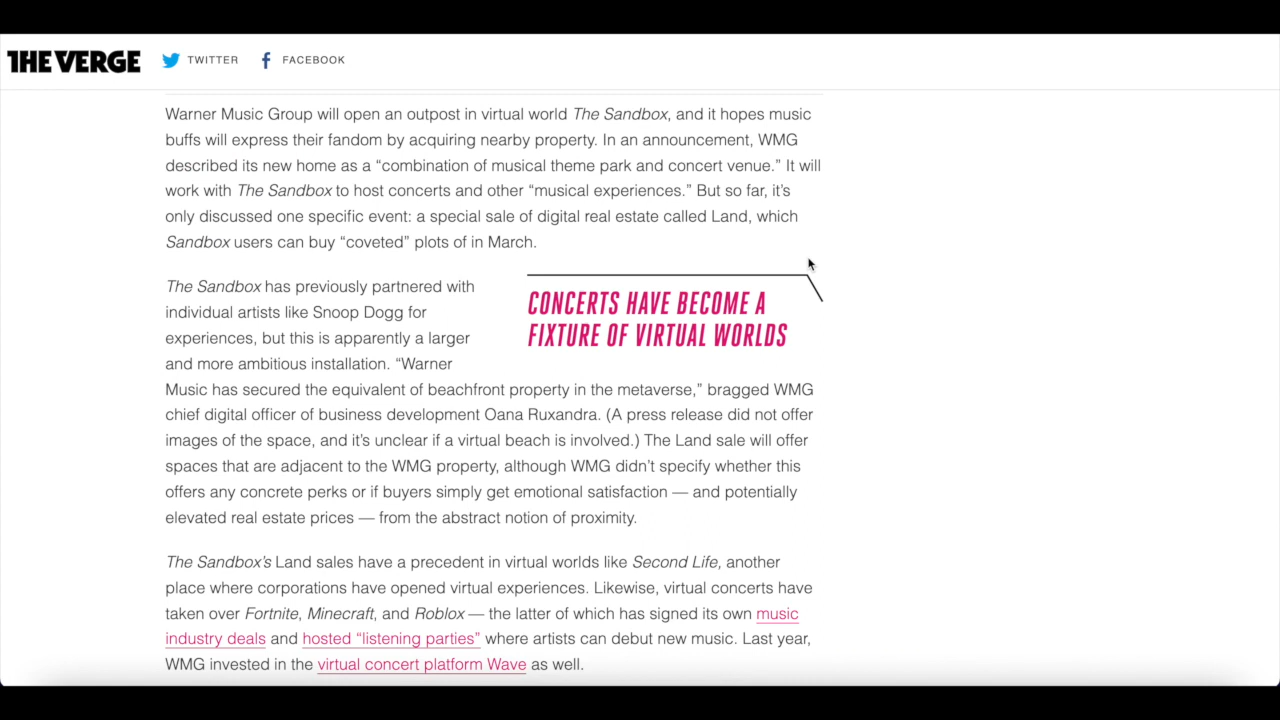 THE VERGE TWITTER FACEBOOK
Warner Music Group will open an outpost in virtual world The Sandbox, and it hopes music
buffs will express their fandom by acquiring nearby property. In an announcement, WMG
described its new home as a “combination of musical theme park and concert venue.” It will
work with The Sandbox to host concerts and other “musical experiences.” But so far, it’s
only discussed one specific event: a special sale of digital real estate called Land, which
Sandbox users can buy “coveted” plots of in March.
The Sandbox has previously partnered with
individual artists like Snoop Dogg for
experiences, but this is apparently a larger
and more ambitious installation. “Warner
CONCERTS HAVE BECOME A
FIXTURE OF VIRTUAL WORLDS
Music has secured the equivalent of beachfront property in the metaverse,” bragged WMG
chief digital officer of business development Oana Ruxandra. (A press release did not offer
images of the space, and it’s unclear if a virtual beach is involved.) The Land sale will offer
spaces that are adjacent to the WMG property, although WMG didn’t specify whether this
offers any concrete perks or if buyers simply get emotional satisfaction — and potentially
elevated real estate prices — from the abstract notion of proximity.
The Sandbox’s Land sales have a precedent in virtual worlds like Second Life, another
place where corporations have opened virtual experiences. Likewise, virtual concerts have
taken over Fortnite, Minecraft, and Roblox — the latter of which has signed its own music
industry deals and hosted “listening parties” where artists can debut new music. Last year,
WMG invested in the virtual concert platform Wave as well.